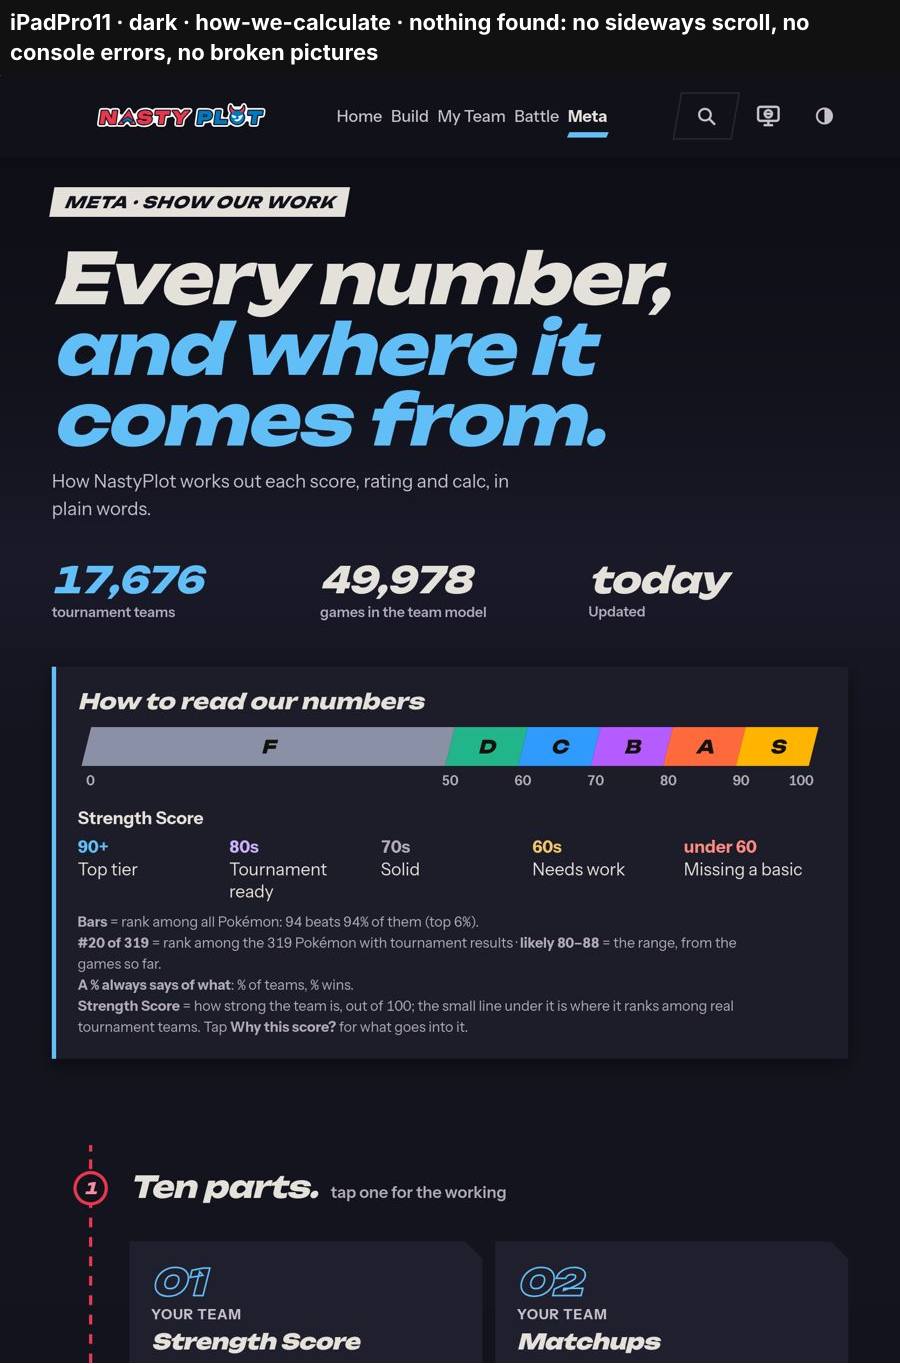 iPadPro11 · dark · how-we-calculate · nothing found: no sideways scroll, no
console errors, no broken pictures
NASTY PLOT
Home Build My Team Battle Meta
META · SHOW OUR WORK
Every number,
and where it
comes from.
How NastyPlot works out each score, rating and calc, in
plain words.
17,676 49,978 today
tournament teams games in the team model Updated
How to read our numbers
F D C B A S
0 50 60 70 80 90 100
Strength Score
90+ 80s 70s 60s under 60
Top tier Tournament Solid Needs work Missing a basic
ready
Bars = rank among all Pokémon: 94 beats 94% of them (top 6%).
#20 of 319 = rank among the 319 Pokémon with tournament results · likely 80–88 = the range, from the
games so far.
A % always says of what: % of teams, % wins.
Strength Score = how strong the team is, out of 100; the small line under it is where it ranks among real
tournament teams. Tap Why this score? for what goes into it.
1 Ten parts. tap one for the working
01 02
YOUR TEAM YOUR TEAM
Strength Score Matchups